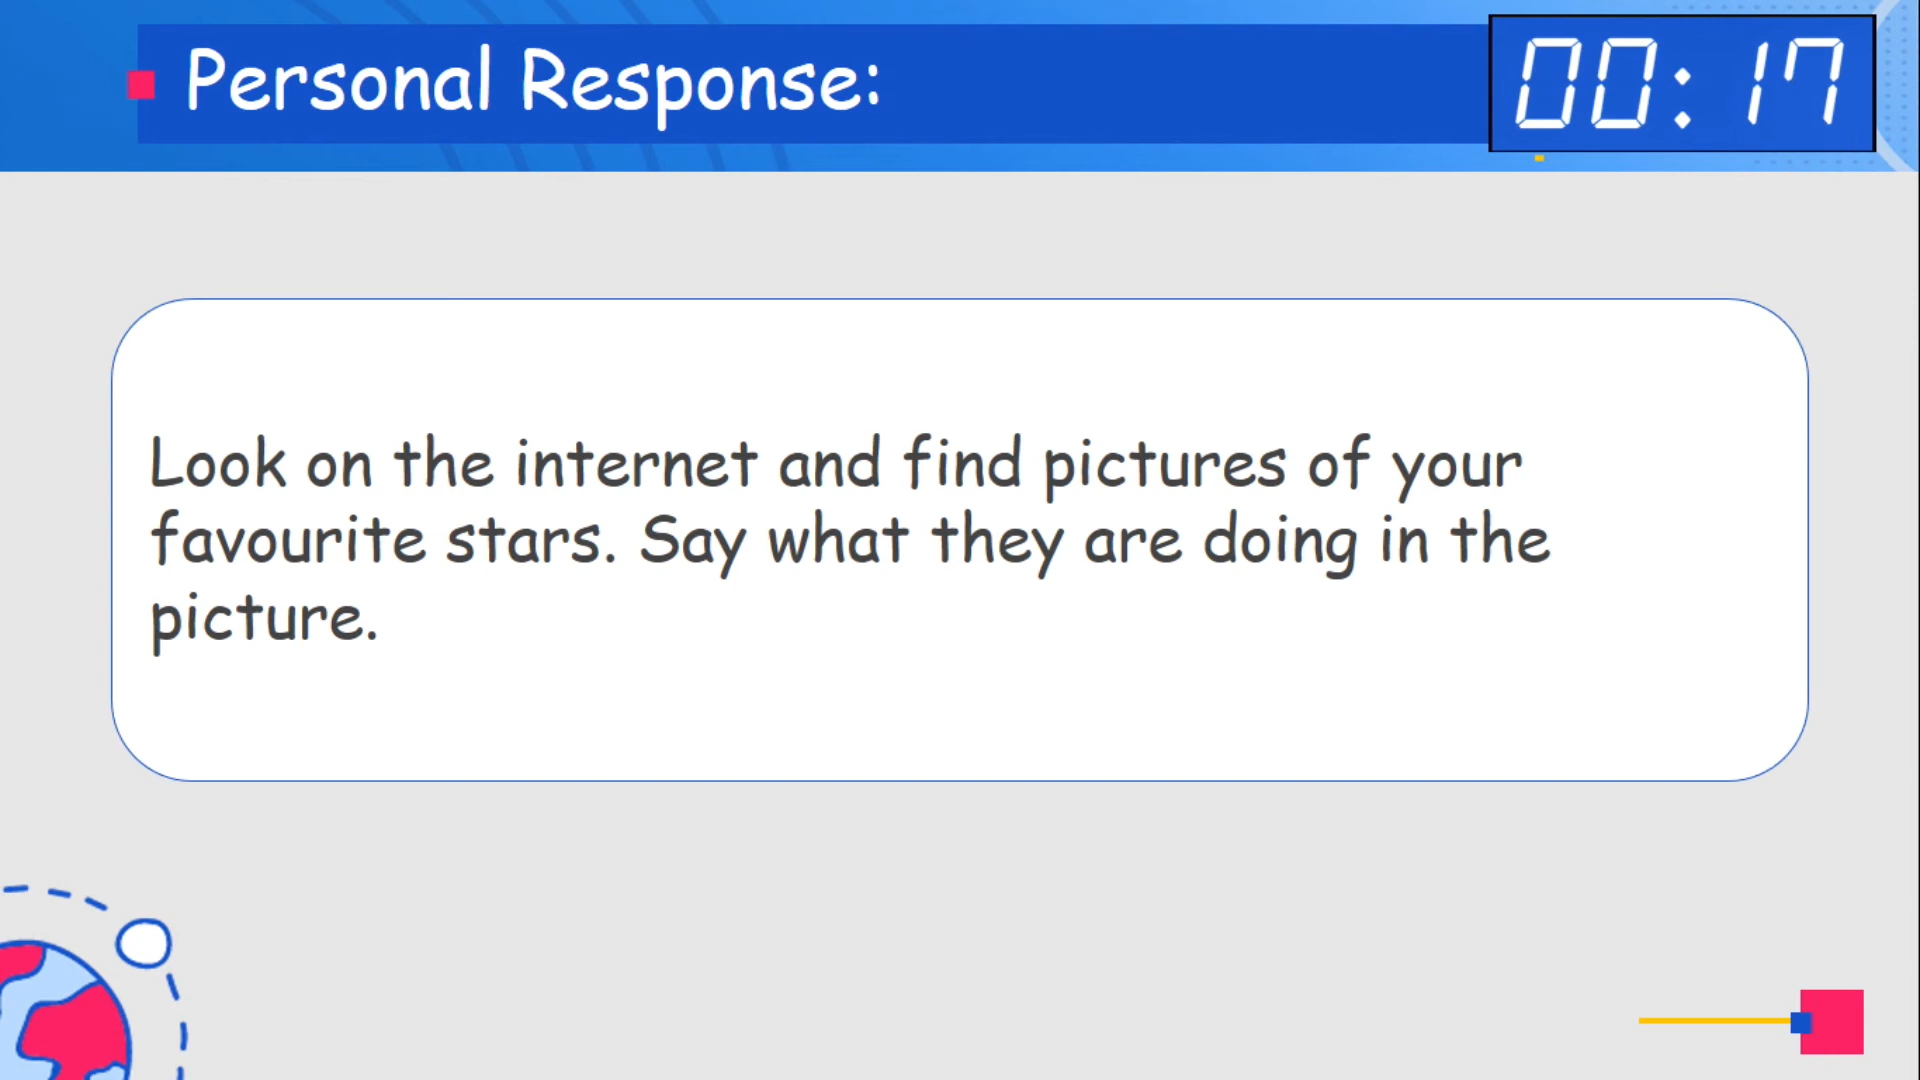 Personal Response:
00:17
Look on the internet and find pictures of your
favourite stars. Say what they are doing in the
picture.